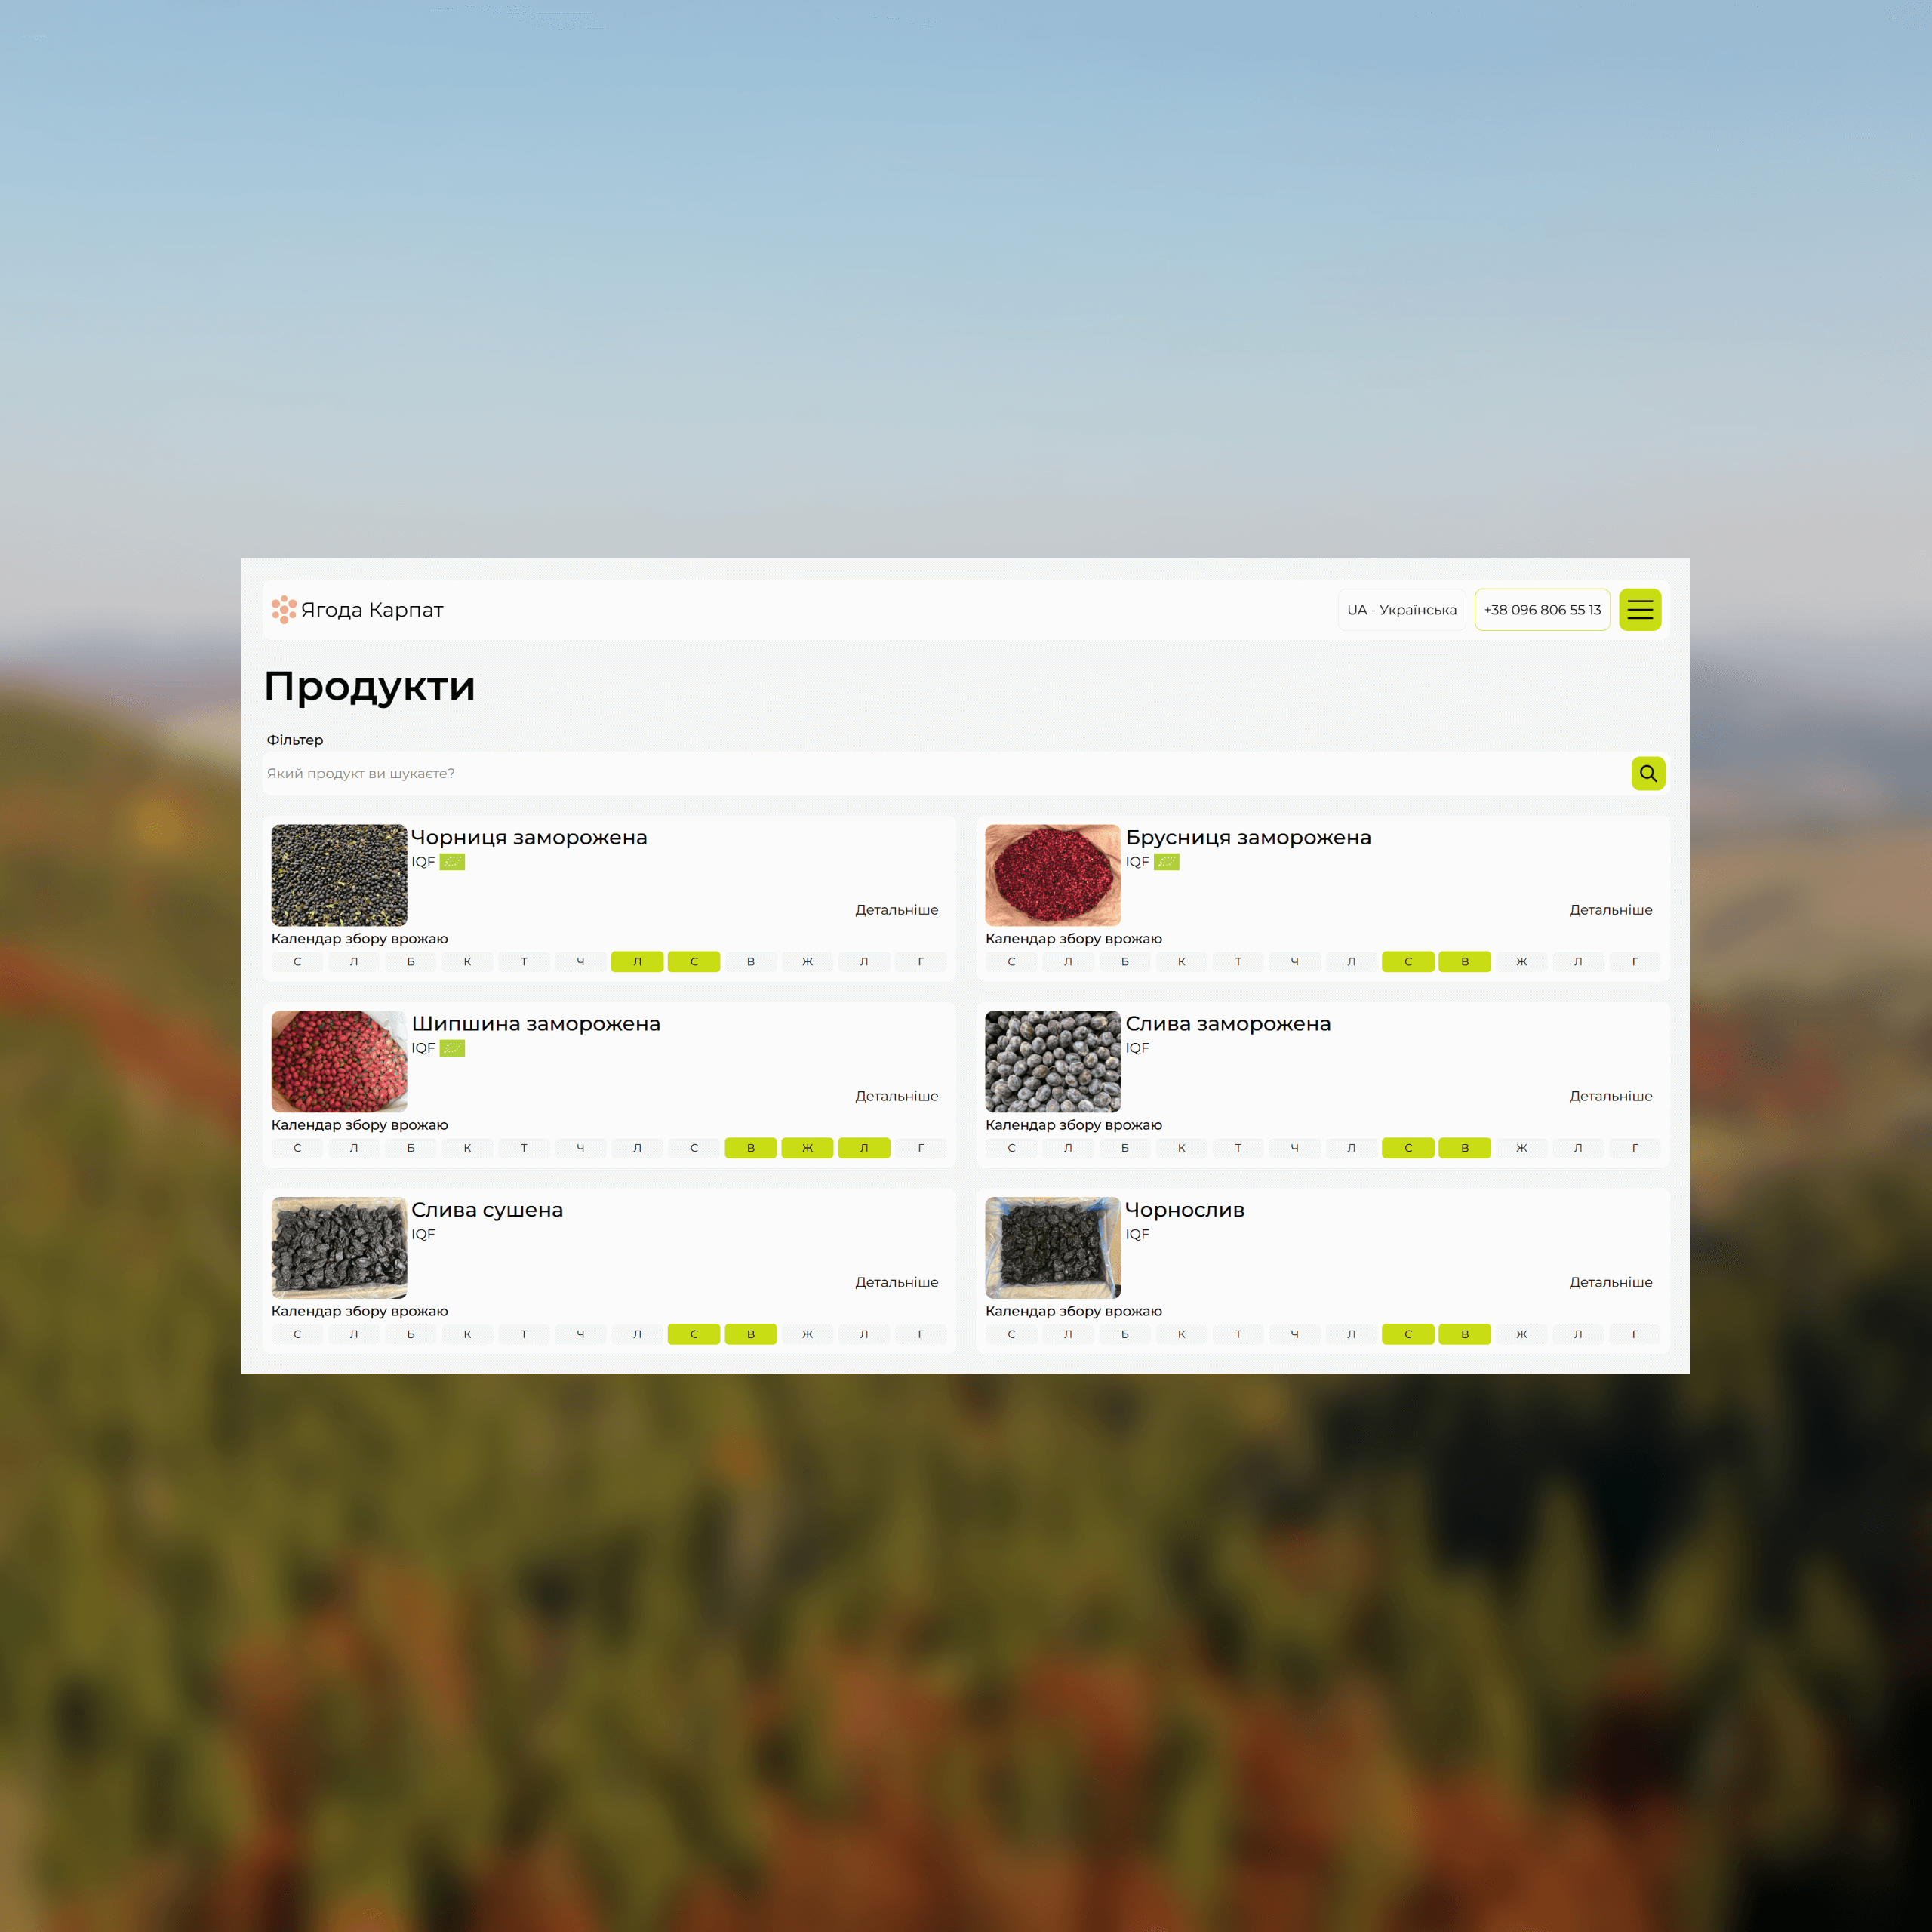 Ягода Карпат
UA - Українська
+38 096 806 55 13
Продукти
Фільтер
Який продукт ви шукаєте?
Чорниця заморожена
IQF
Детальніше
Календар збору врожаю
С Л Б К Т Ч Л С В Ж Л Г
Брусниця заморожена
IQF
Детальніше
Календар збору врожаю
С Л Б К Т Ч Л С В Ж Л Г
Шипшина заморожена
IQF
Детальніше
Календар збору врожаю
С Л Б К Т Ч Л С В Ж Л Г
Слива заморожена
IQF
Детальніше
Календар збору врожаю
С Л Б К Т Ч Л С В Ж Л Г
Слива сушена
IQF
Детальніше
Календар збору врожаю
С Л Б К Т Ч Л С В Ж Л Г
Чорнослив
IQF
Детальніше
Календар збору врожаю
С Л Б К Т Ч Л С В Ж Л Г